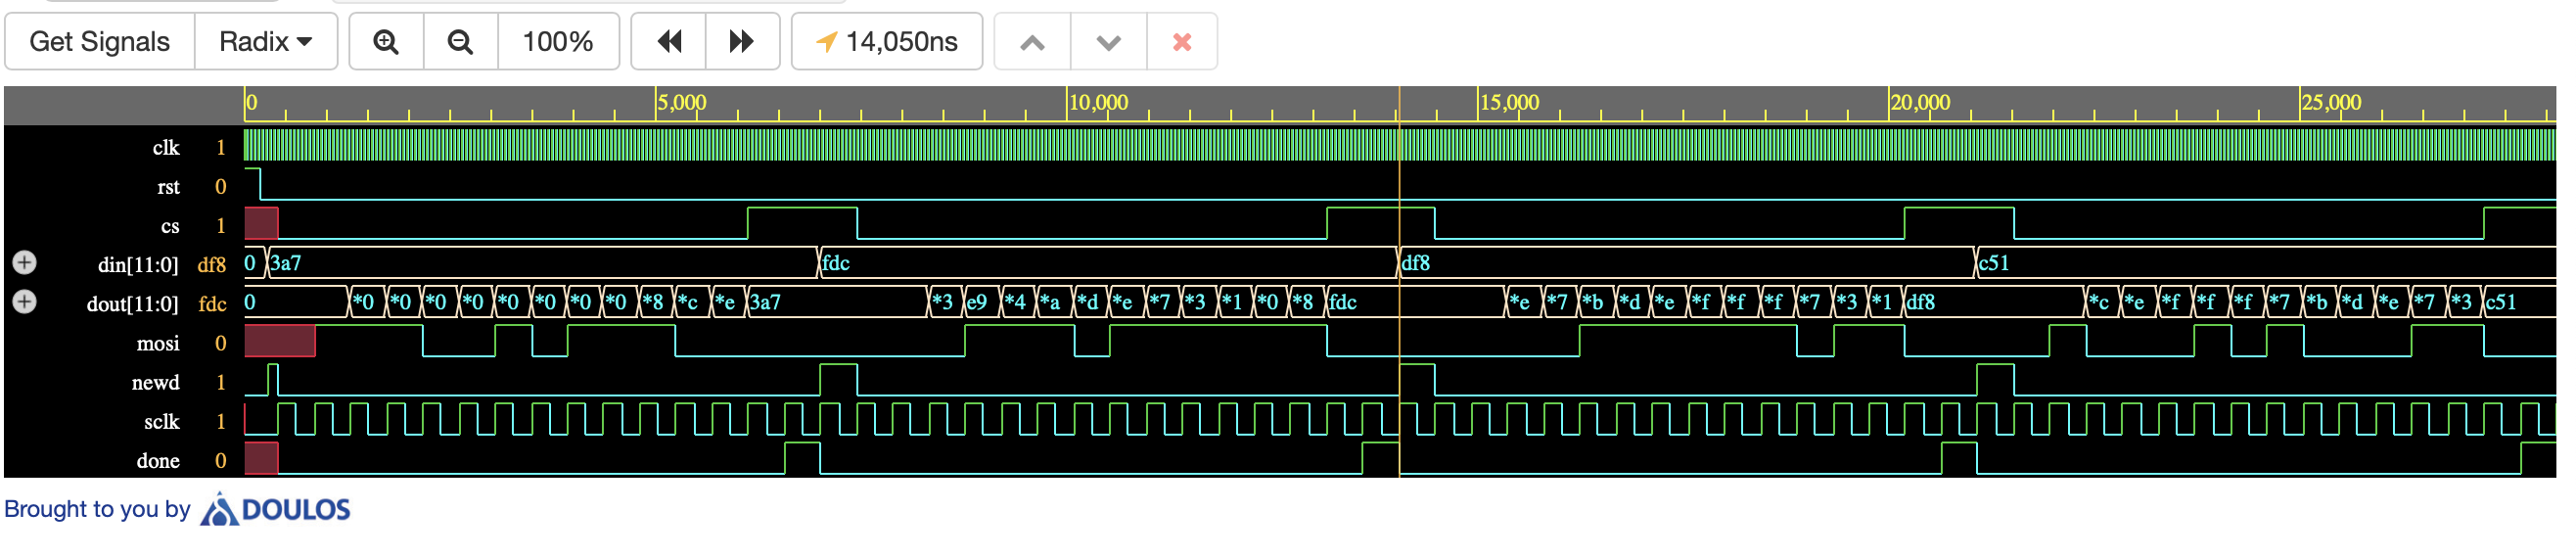 Get Signals Radix 100% 14,050ns
0 5,000 10,000 15,000 20,000 25,000
clk 1
rst 0
cs 1
din[11:0] df8 0 3a7 fdc df8 c51
dout[11:0] fdc 0 *0 *0 *0 *0 *0 *0 *0 *0 *8 *c *e 3a7 *3 e9 *4 *a *d *e *7 *3 *1 *0 *8 fdc *e *7 *b *d *e *f *f *f *7 *3 *1 df8 *c *e *f *f *f *7 *b *d *e *7 *3 c51
mosi 0
newd 1
sclk 1
done 0
Brought to you by DOULOS